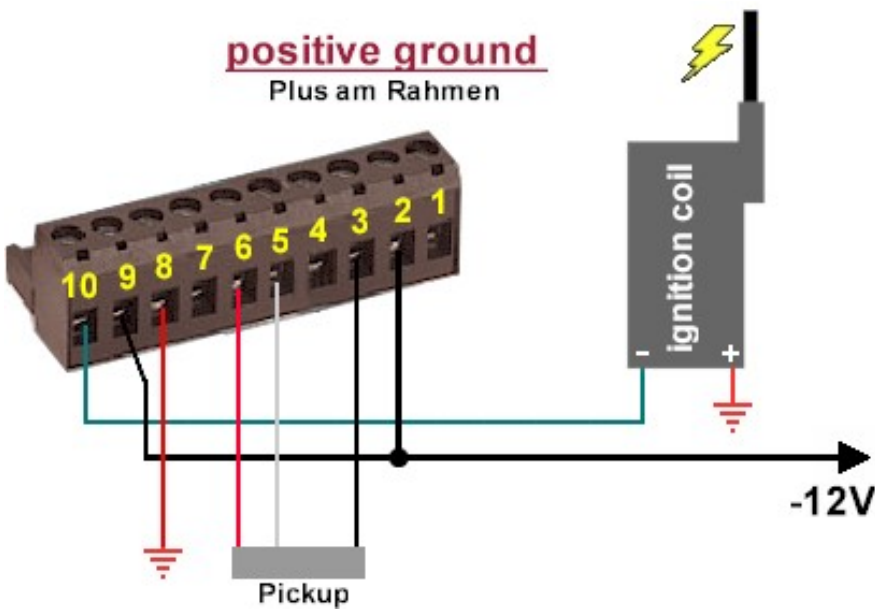 positive ground
Plus am Rahmen
10 9 8 7 6 5 4 3 2 1
ignition coil
- +
-12V
Pickup